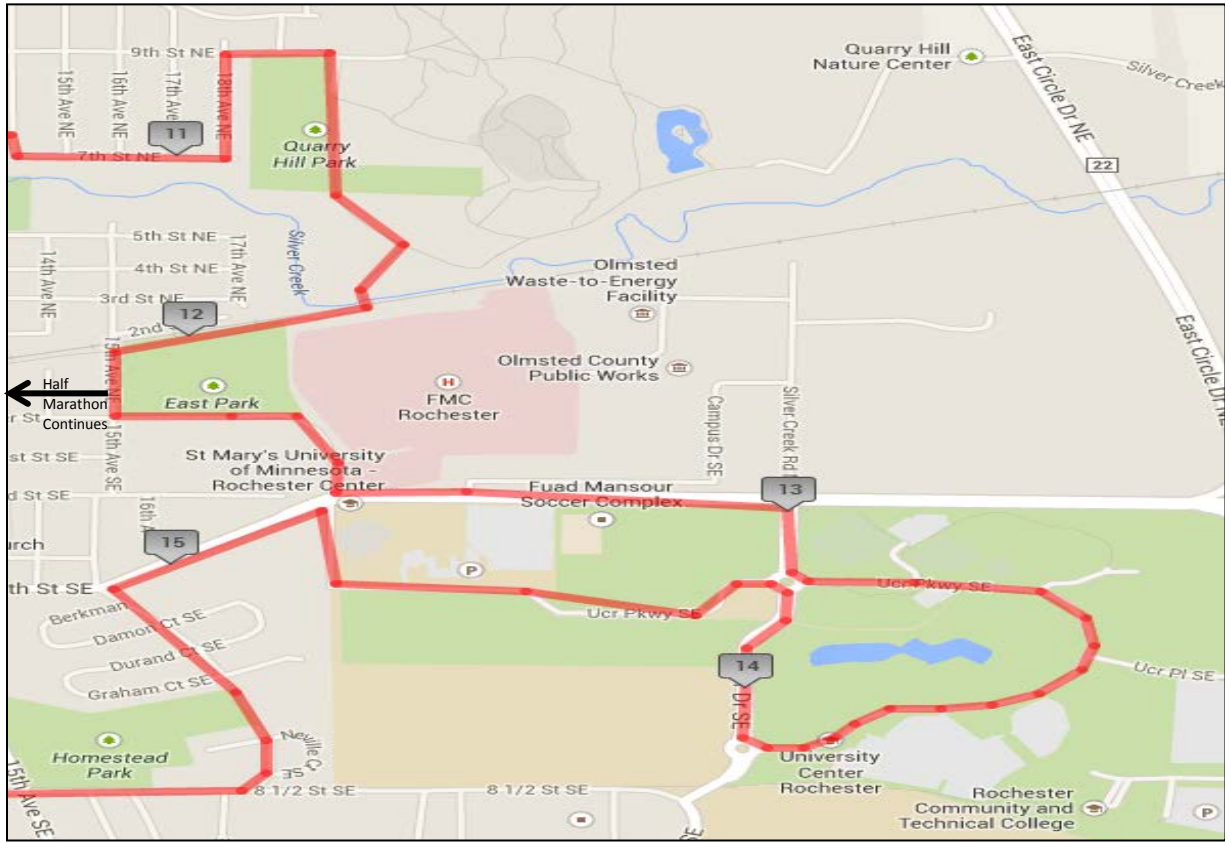 9th St NE
15th Ave NE
16th Ave NE
17th Ave
18th Ave NE
11
7th St NE
Quarry
Hill Park
Quarry Hill
Nature Center
East Circle Dr NE
Silver Creek
22
5th St NE
4th St NE
3rd St NE
2nd
14th Ave NE
17th Ave NE
Silver Creek
12
15th Ave NE
Half
Marathon
Continues
East Park
FMC
Rochester
H
Olmsted
Waste-to-Energy
Facility
Olmsted County
Public Works
East Circle Dr NE
Campus Dr SE
Silver Creek Rd
r St
st St SE
d St SE
15th Ave SE
16th A
St Mary's University
of Minnesota -
Rochester Center
Fuad Mansour
Soccer Complex
13
15
urch
th St SE
P
Ucr Pkwy SE
Ucr Pkwy SE
Berkman
Damon Ct SE
Durand Ct SE
Graham Ct SE
14
Dr SE
Ucr Pl SE
Homestead
Park
Neville Ct
SE
15th Ave SE
8 1/2 St SE
8 1/2 St SE
University
Center
Rochester
Rochester
Community and
Technical College
P